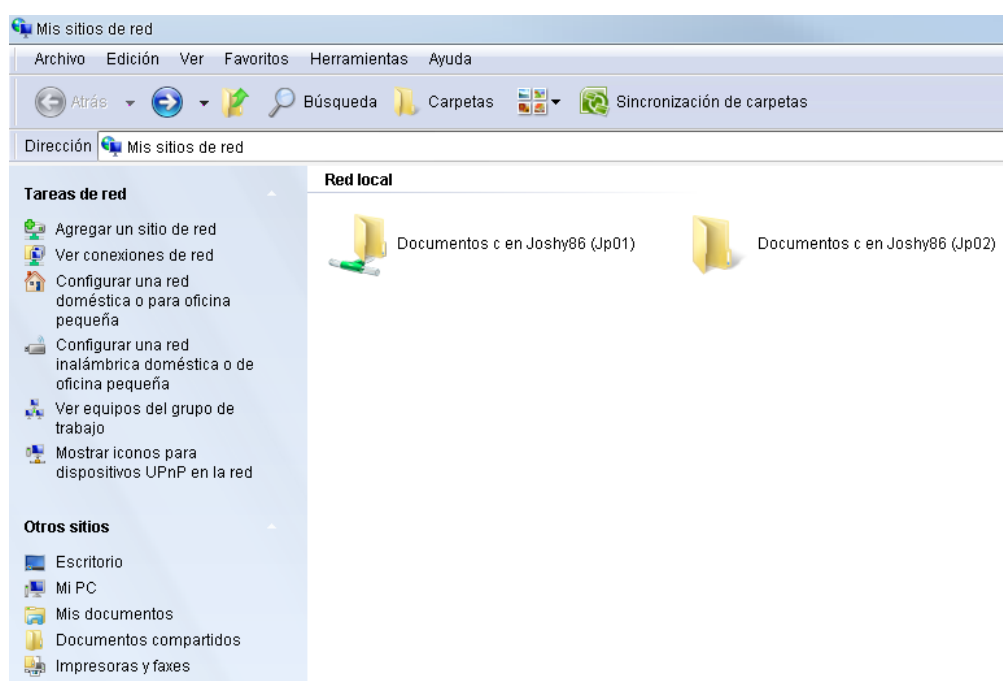 Mis sitios de red
Archivo Edición Ver Favoritos Herramientas Ayuda
Atrás Búsqueda Carpetas Sincronización de carpetas
Dirección Mis sitios de red
Tareas de red
Agregar un sitio de red
Ver conexiones de red
Configurar una red
doméstica o para oficina
pequeña
Configurar una red
inalámbrica doméstica o de
oficina pequeña
Ver equipos del grupo de
trabajo
Mostrar iconos para
dispositivos UPnP en la red
Otros sitios
Escritorio
Mi PC
Mis documentos
Documentos compartidos
Impresoras y faxes
Red local
Documentos c en Joshy86 (Jp01)
Documentos c en Joshy86 (Jp02)